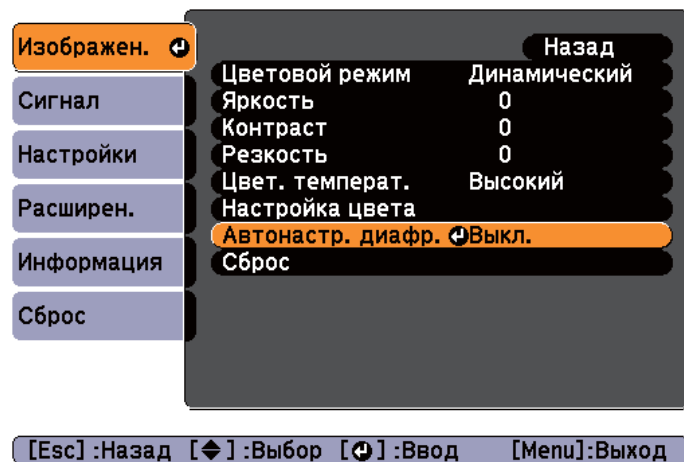 Изображен.
Сигнал
Настройки
Расширен.
Информация
Сброс
Назад
Цветовой режим Динамический
Яркость 0
Контраст 0
Резкость 0
Цвет. температ. Высокий
Настройка цвета
Автонастр. диафр. Выкл.
Сброс
[Esc] :Назад [◆] :Выбор [⏎] :Ввод [Menu]:Выход